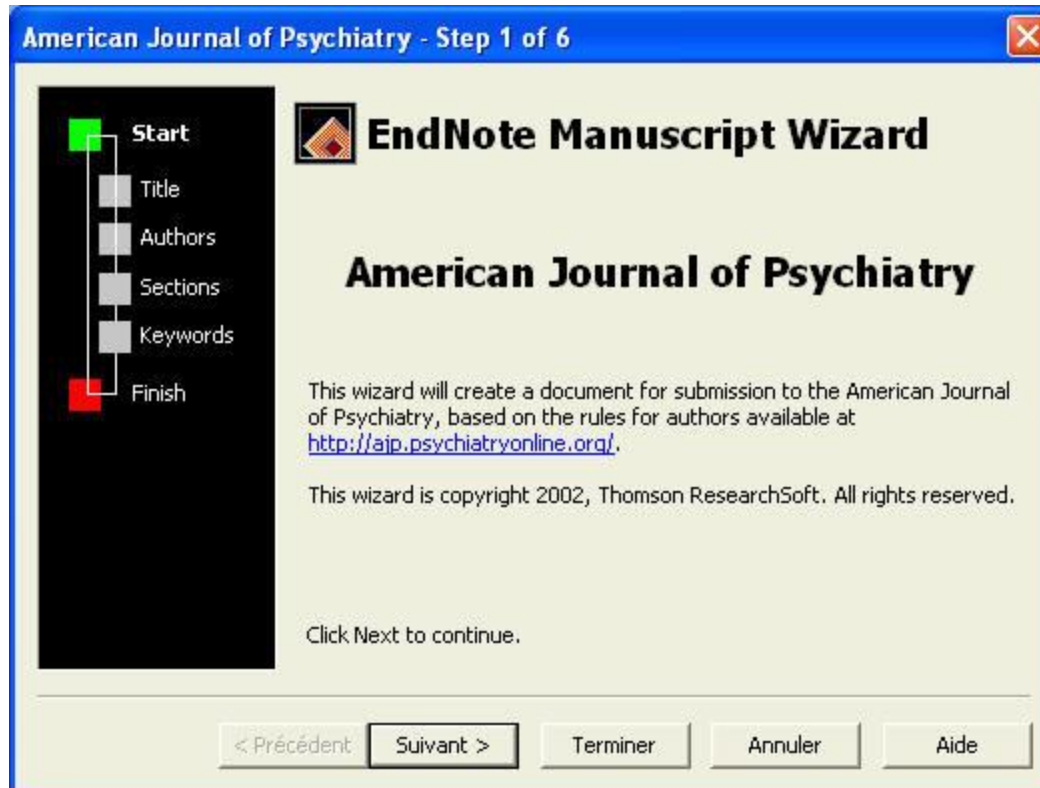 American Journal of Psychiatry - Step 1 of 6
Start
Title
Authors
Sections
Keywords
Finish
EndNote Manuscript Wizard
American Journal of Psychiatry
This wizard will create a document for submission to the American Journal
of Psychiatry, based on the rules for authors available at
http://ajp.psychiatryonline.org/.
This wizard is copyright 2002, Thomson ResearchSoft. All rights reserved.
Click Next to continue.
< Précédent
Suivant >
Terminer
Annuler
Aide